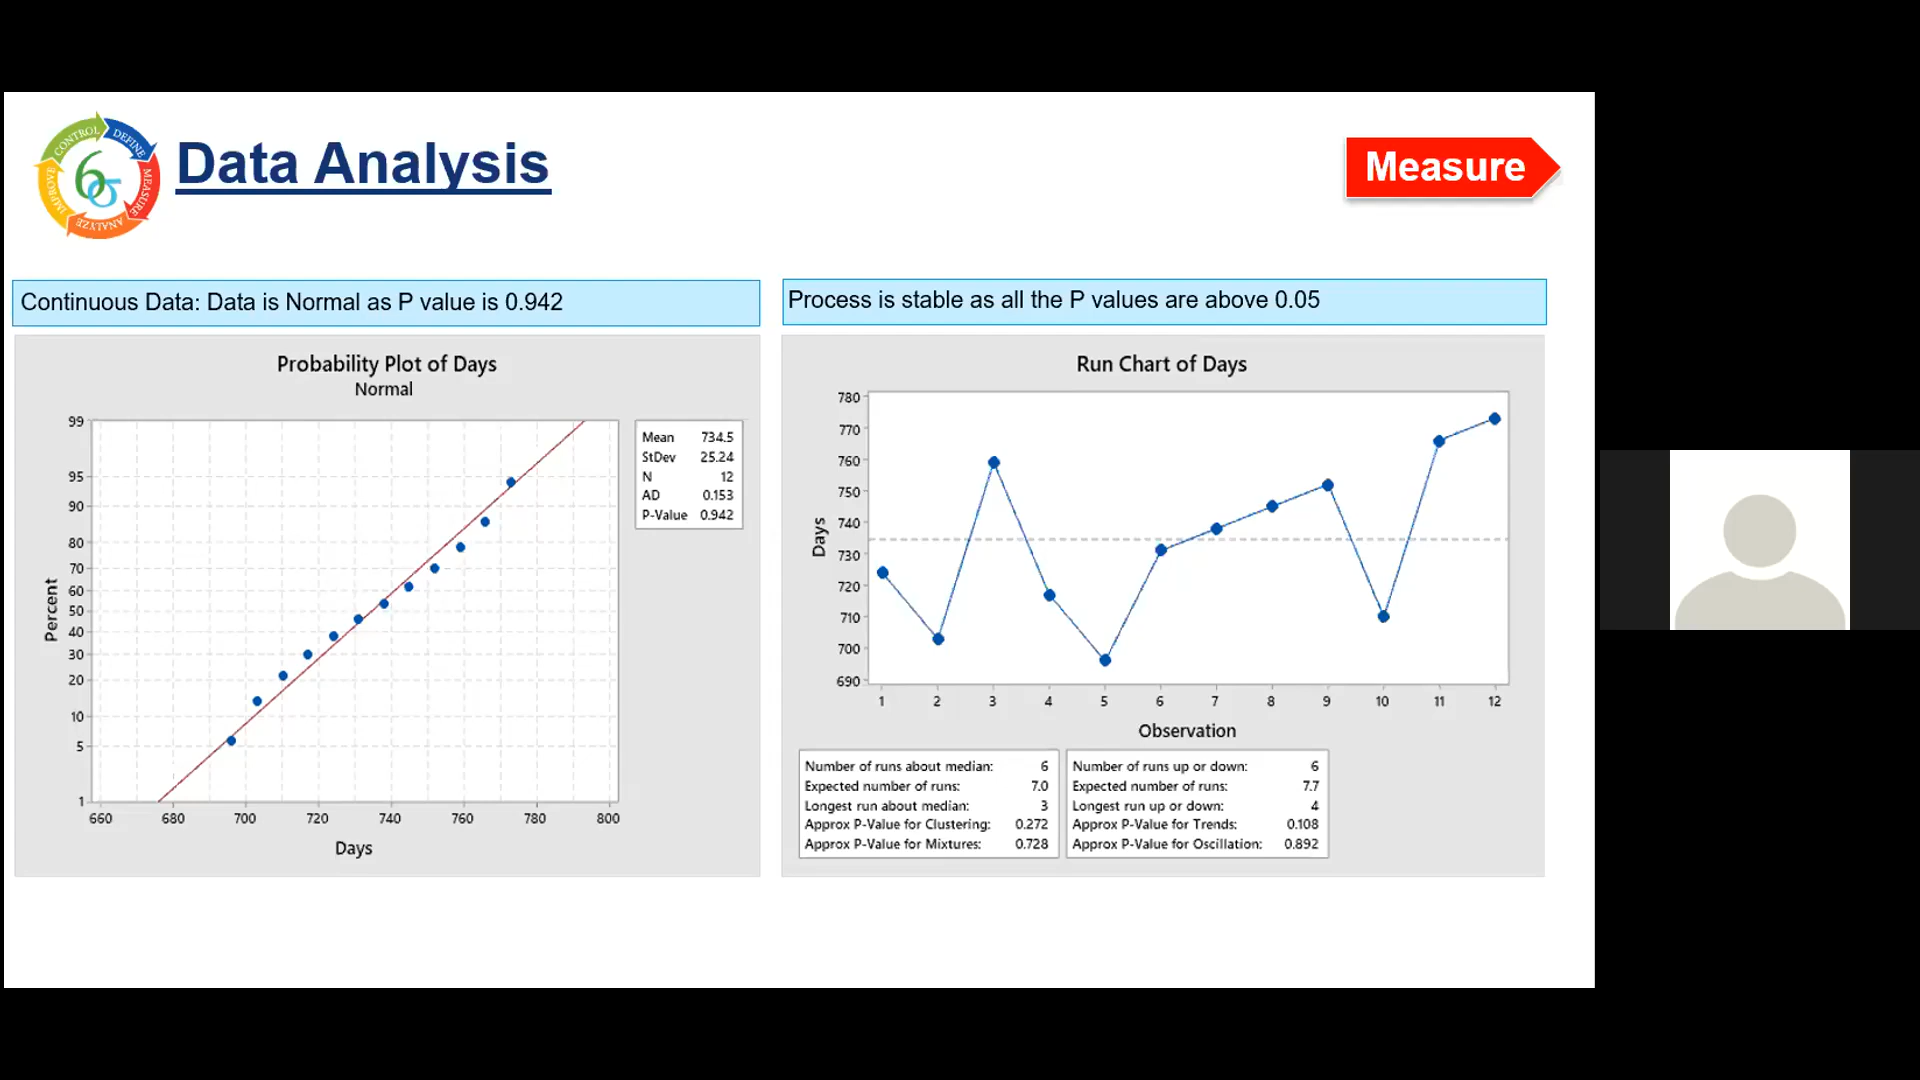 CONTROL
DEFINE
MEASURE
ANALYZE
IMPROVE
6σ
Data Analysis
Measure
Continuous Data: Data is Normal as P value is 0.942
Process is stable as all the P values are above 0.05
Probability Plot of Days
Normal
99
95
90
80
70
60
50
40
30
20
10
5
1
Percent
660 680 700 720 740 760 780 800
Days
Mean 734.5
StDev 25.24
N 12
AD 0.153
P-Value 0.942
Run Chart of Days
780
770
760
750
740
730
720
710
700
690
Days
1 2 3 4 5 6 7 8 9 10 11 12
Observation
Number of runs about median: 6
Expected number of runs: 7.0
Longest run about median: 3
Approx P-Value for Clustering: 0.272
Approx P-Value for Mixtures: 0.728
Number of runs up or down: 6
Expected number of runs: 7.7
Longest run up or down: 4
Approx P-Value for Trends: 0.108
Approx P-Value for Oscillation: 0.892